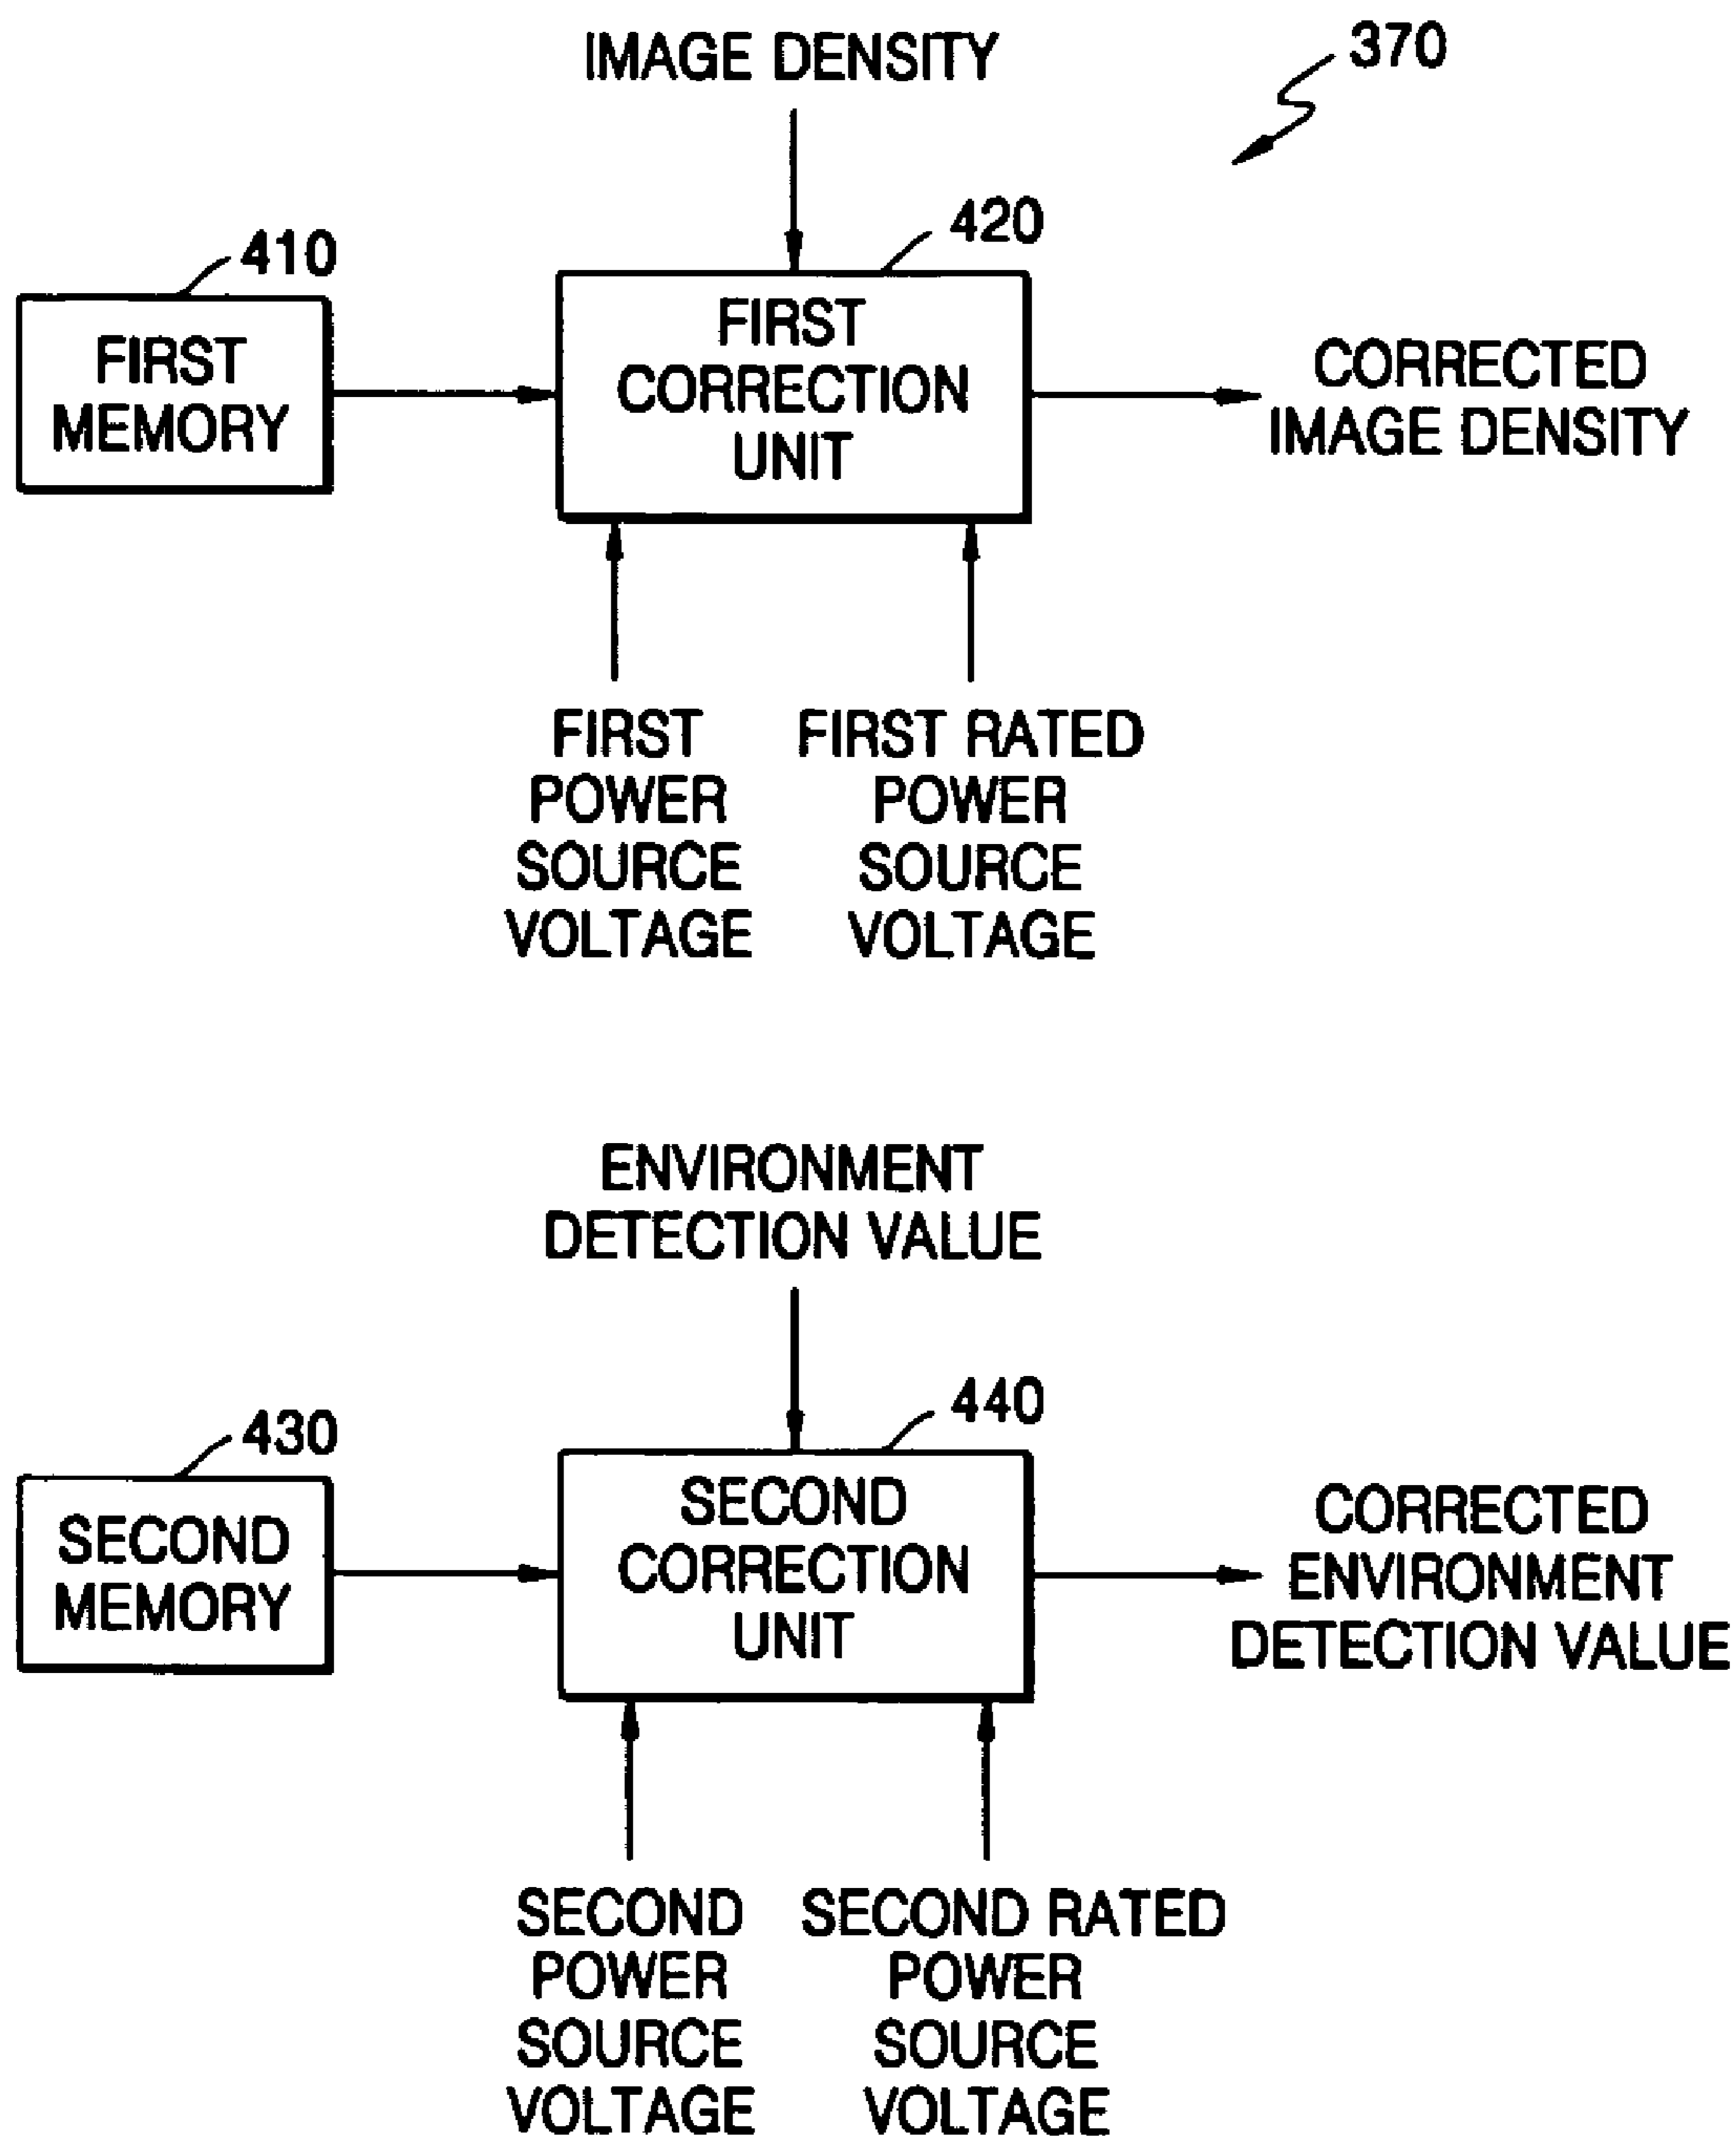 IMAGE DENSITY
370
410
420
FIRST
MEMORY
FIRST
CORRECTION
UNIT
CORRECTED
IMAGE DENSITY
FIRST
POWER
SOURCE
VOLTAGE
FIRST RATED
POWER
SOURCE
VOLTAGE
ENVIRONMENT
DETECTION VALUE
430
440
SECOND
MEMORY
SECOND
CORRECTION
UNIT
CORRECTED
ENVIRONMENT
DETECTION VALUE
SECOND
POWER
SOURCE
VOLTAGE
SECOND RATED
POWER
SOURCE
VOLTAGE